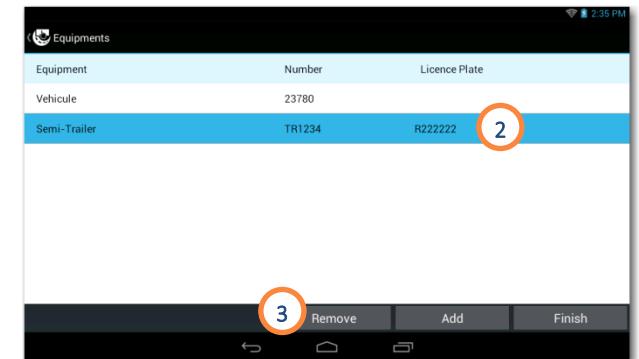 2:35 PM
Equipments
Equipment Number Licence Plate
Vehicule 23780
Semi-Trailer TR1234 R222222 2
3 Remove Add Finish